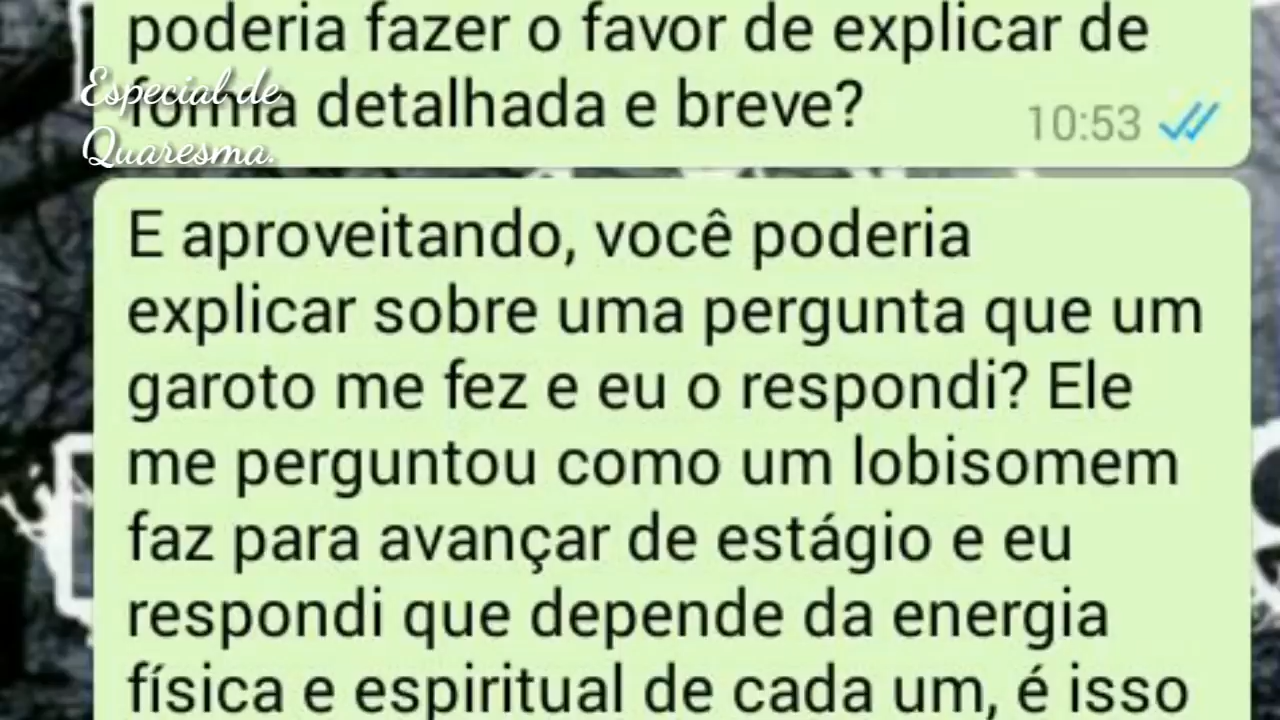 poderia fazer o favor de explicar de
forma detalhada e breve?
10:53
Especial de
Quaresma.
E aproveitando, você poderia
explicar sobre uma pergunta que um
garoto me fez e eu o respondi? Ele
me perguntou como um lobisomem
faz para avançar de estágio e eu
respondi que depende da energia
física e espiritual de cada um, é isso